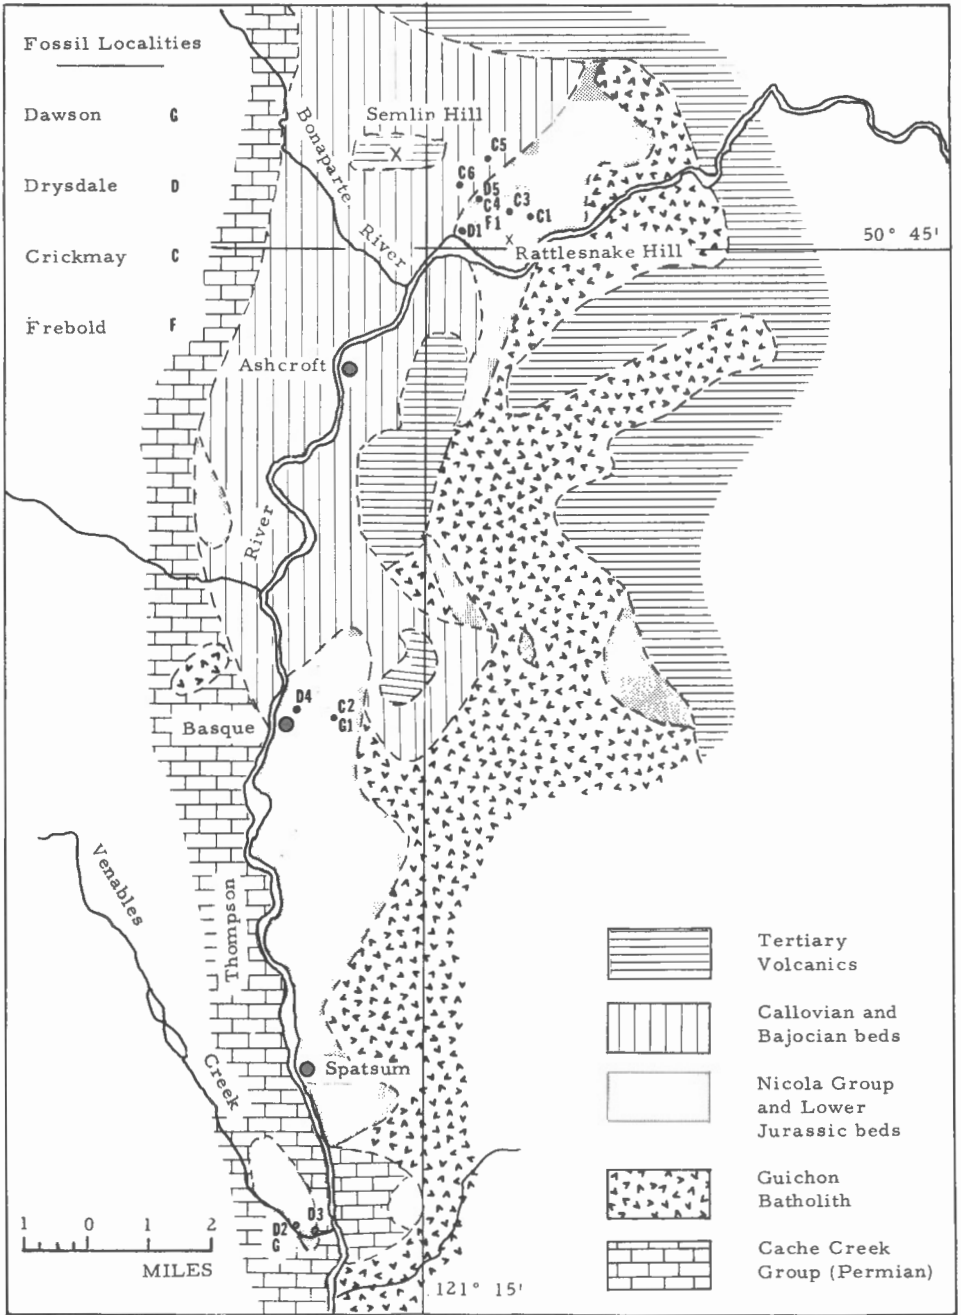 Fossil Localities
Dawson G
Drysdale D
Crickmay C
Frebold F
Semlin Hill
X
Bonaparte
River
C5
C6
D5
C4
C3
F1
C1
D1
X
50° 45'
Rattlesnake Hill
Ashcroft
River
D4
C2
G1
Basque
Venables
Thompson
Creek
Spatsum
D3
D2
G
1 0 1 2
MILES
121° 15'
Tertiary
Volcanics
Callovian and
Bajocian beds
Nicola Group
and Lower
Jurassic beds
Guichon
Batholith
Cache Creek
Group (Permian)